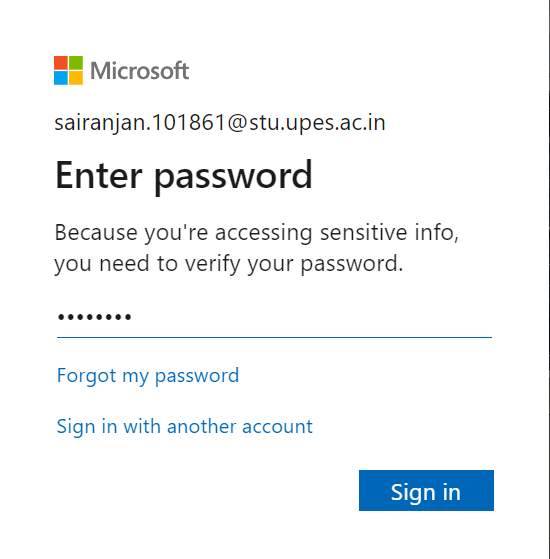 Microsoft
sairanjan.101861@stu.upes.ac.in
Enter password
Because you're accessing sensitive info,
you need to verify your password.
••••••••
Forgot my password
Sign in with another account
Sign in